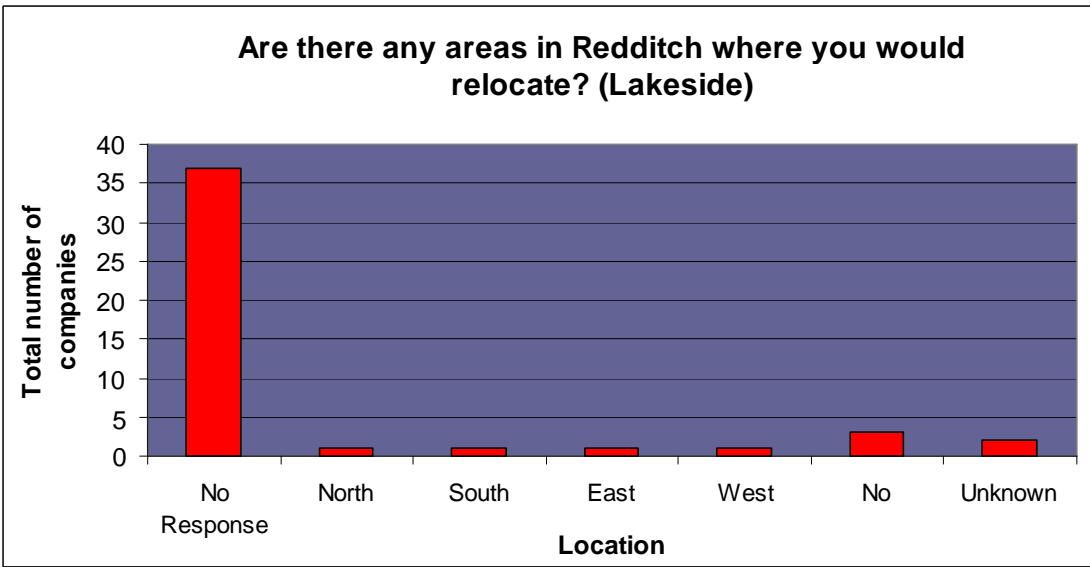 Are there any areas in Redditch where you would
relocate? (Lakeside)
Total number of
companies
40
35
30
25
20
15
10
5
0
No
Response
North
South
East
West
No
Unknown
Location